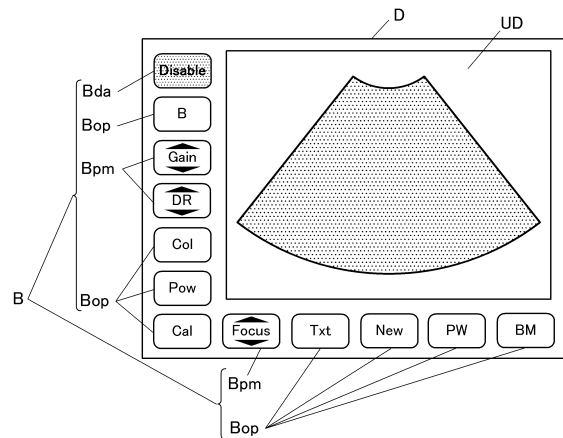 D
UD
Disable
Bda
B
Bop
Gain
Bpm
DR
Col
Pow
B
Bop
Cal
Focus
Txt
New
PW
BM
Bpm
Bop